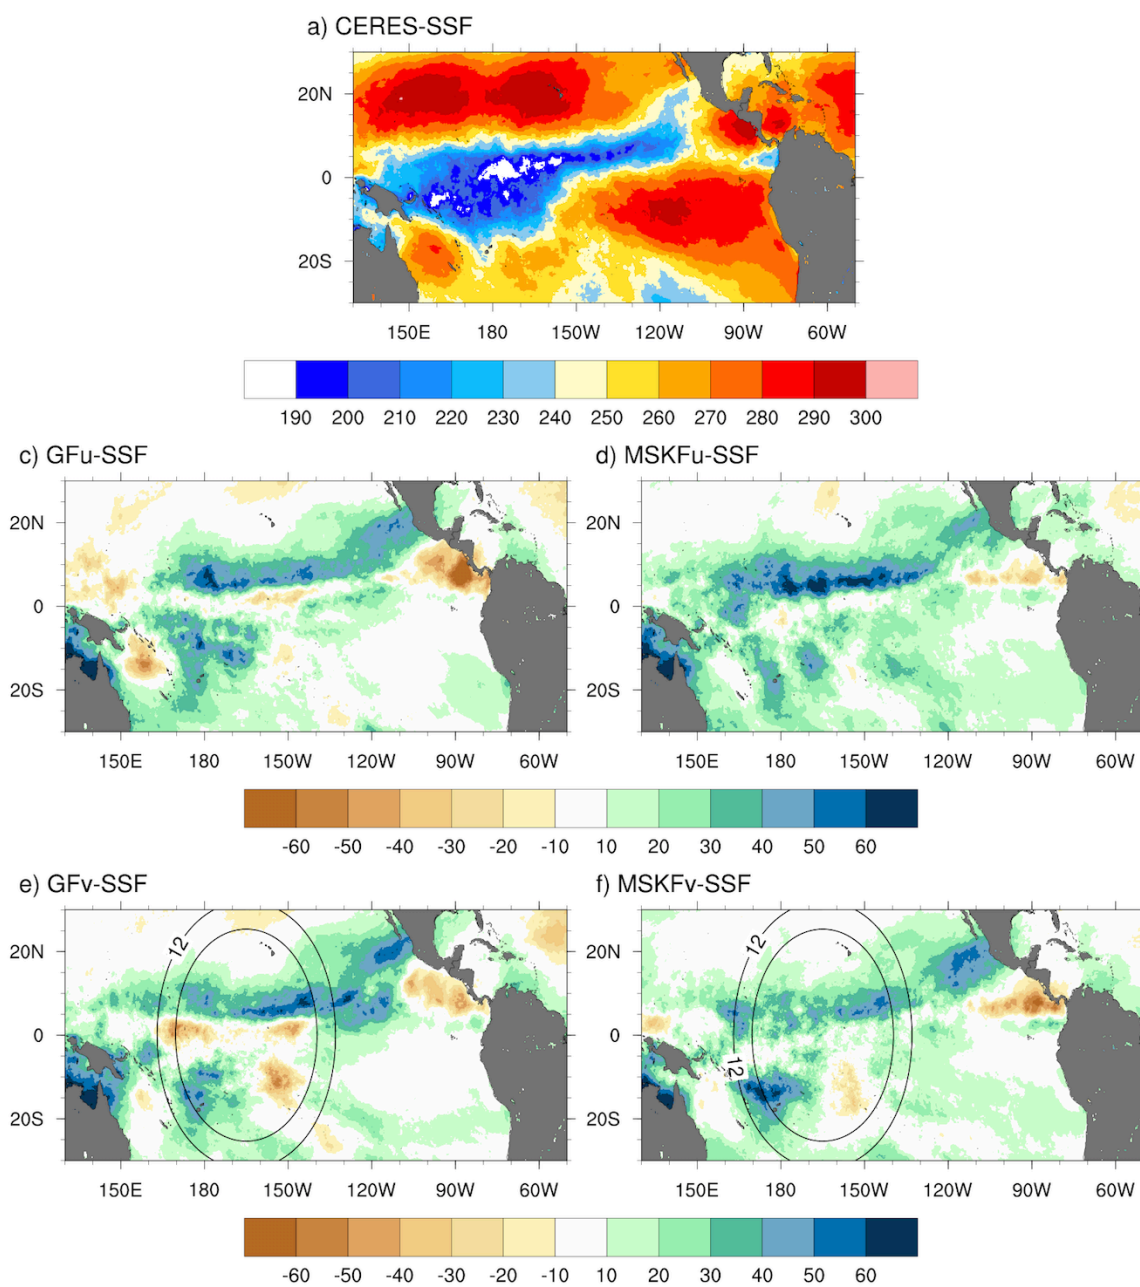 a) CERES-SSF
20N
0
20S
150E 180 150W 120W 90W 60W
190 200 210 220 230 240 250 260 270 280 290 300
c) GFu-SSF d) MSKFu-SSF
20N 20N
0 0
20S 20S
150E 180 150W 120W 90W 60W 150E 180 150W 120W 90W 60W
-60 -50 -40 -30 -20 -10 10 20 30 40 50 60
e) GFv-SSF f) MSKFv-SSF
12 12
20N 20N
0 0
12
20S 20S
150E 180 150W 120W 90W 60W 150E 180 150W 120W 90W 60W
-60 -50 -40 -30 -20 -10 10 20 30 40 50 60